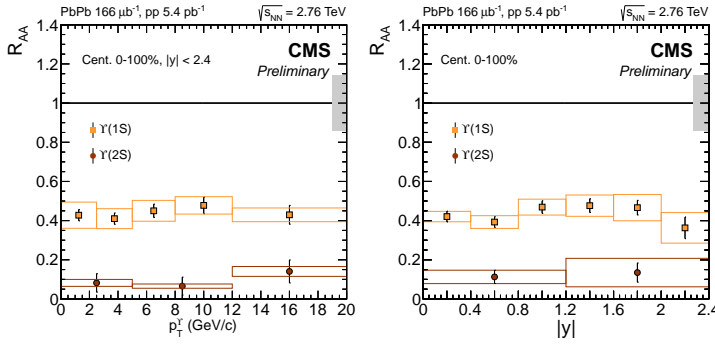 PbPb 166 μb⁻¹, pp 5.4 pb⁻¹ √s_NN = 2.76 TeV
R_AA
CMS
Preliminary
Cent. 0-100%, |y| < 2.4
ϒ(1S)
ϒ(2S)
1.4
1.2
1
0.8
0.6
0.4
0.2
0
0 2 4 6 8 10 12 14 16 18 20
p_T^ϒ (GeV/c)
PbPb 166 μb⁻¹, pp 5.4 pb⁻¹ √s_NN = 2.76 TeV
R_AA
CMS
Preliminary
Cent. 0-100%
ϒ(1S)
ϒ(2S)
1.4
1.2
1
0.8
0.6
0.4
0.2
0
0 0.4 0.8 1.2 1.6 2 2.4
|y|